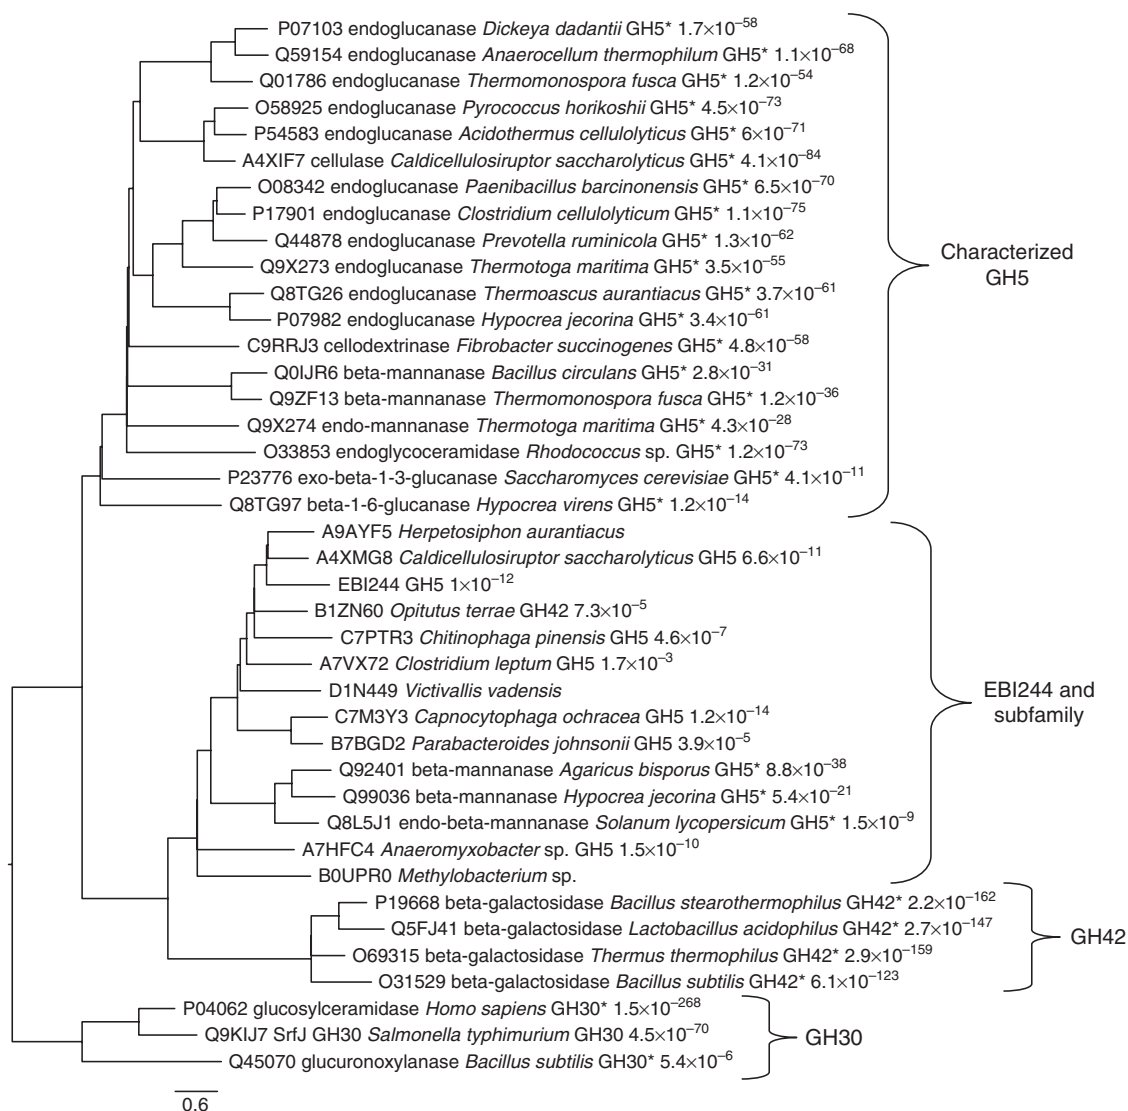 P07103 endoglucanase Dickeya dadantii GH5* 1.7×10⁻⁵⁸
Q59154 endoglucanase Anaerocellum thermophilum GH5* 1.1×10⁻⁶⁸
Q01786 endoglucanase Thermomonospora fusca GH5* 1.2×10⁻⁵⁴
O58925 endoglucanase Pyrococcus horikoshii GH5* 4.5×10⁻⁷³
P54583 endoglucanase Acidothermus cellulolyticus GH5* 6×10⁻⁷¹
A4XIF7 cellulase Caldicellulosiruptor saccharolyticus GH5* 4.1×10⁻⁸⁴
O08342 endoglucanase Paenibacillus barcinonensis GH5* 6.5×10⁻⁷⁰
P17901 endoglucanase Clostridium cellulolyticum GH5* 1.1×10⁻⁷⁵
Q44878 endoglucanase Prevotella ruminicola GH5* 1.3×10⁻⁶²
Q9X273 endoglucanase Thermotoga maritima GH5* 3.5×10⁻⁵⁵
Q8TG26 endoglucanase Thermoascus aurantiacus GH5* 3.7×10⁻⁶¹
P07982 endoglucanase Hypocrea jecorina GH5* 3.4×10⁻⁶¹
C9RRJ3 cellodextrinase Fibrobacter succinogenes GH5* 4.8×10⁻⁵⁸
Q0IJR6 beta-mannanase Bacillus circulans GH5* 2.8×10⁻³¹
Q9ZF13 beta-mannanase Thermomonospora fusca GH5* 1.2×10⁻³⁶
Q9X274 endo-mannanase Thermotoga maritima GH5* 4.3×10⁻²⁸
O33853 endoglycoceramidase Rhodococcus sp. GH5* 1.2×10⁻⁷³
P23776 exo-beta-1-3-glucanase Saccharomyces cerevisiae GH5* 4.1×10⁻¹¹
Q8TG97 beta-1-6-glucanase Hypocrea virens GH5* 1.2×10⁻¹⁴
Characterized
GH5
A9AYF5 Herpetosiphon aurantiacus
A4XMG8 Caldicellulosiruptor saccharolyticus GH5 6.6×10⁻¹¹
EBI244 GH5 1×10⁻¹²
B1ZN60 Opitutus terrae GH42 7.3×10⁻⁵
C7PTR3 Chitinophaga pinensis GH5 4.6×10⁻⁷
A7VX72 Clostridium leptum GH5 1.7×10⁻³
D1N449 Victivallis vadensis
C7M3Y3 Capnocytophaga ochracea GH5 1.2×10⁻¹⁴
B7BGD2 Parabacteroides johnsonii GH5 3.9×10⁻⁵
Q92401 beta-mannanase Agaricus bisporus GH5* 8.8×10⁻³⁸
Q99036 beta-mannanase Hypocrea jecorina GH5* 5.4×10⁻²¹
Q8L5J1 endo-beta-mannanase Solanum lycopersicum GH5* 1.5×10⁻⁹
A7HFC4 Anaeromyxobacter sp. GH5 1.5×10⁻¹⁰
B0UPR0 Methylobacterium sp.
EBI244 and
subfamily
P19668 beta-galactosidase Bacillus stearothermophilus GH42* 2.2×10⁻¹⁶²
Q5FJ41 beta-galactosidase Lactobacillus acidophilus GH42* 2.7×10⁻¹⁴⁷
O69315 beta-galactosidase Thermus thermophilus GH42* 2.9×10⁻¹⁵⁹
O31529 beta-galactosidase Bacillus subtilis GH42* 6.1×10⁻¹²³
GH42
P04062 glucosylceramidase Homo sapiens GH30* 1.5×10⁻²⁶⁸
Q9KIJ7 SrfJ GH30 Salmonella typhimurium GH30 4.5×10⁻⁷⁰
Q45070 glucuronoxylanase Bacillus subtilis GH30* 5.4×10⁻⁶
GH30
0.6